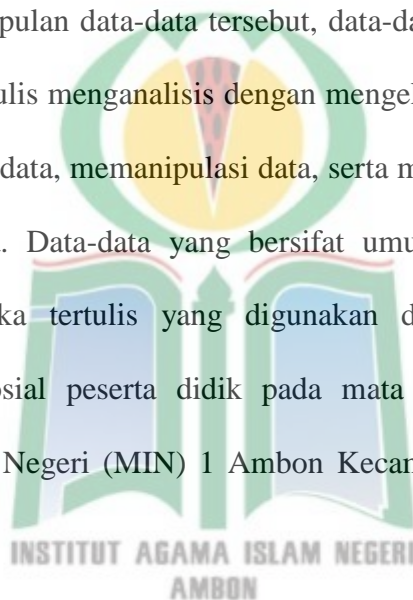 pulan data-data tersebut, data-da
ulis menganalisis dengan mengel
data, memanipulasi data, serta m
Data-data yang bersifat umu
ka tertulis yang digunakan d
sial peserta didik pada mata
Negeri (MIN) 1 Ambon Kecan
INSTITUT AGAMA ISLAM NEGERI
AMBON